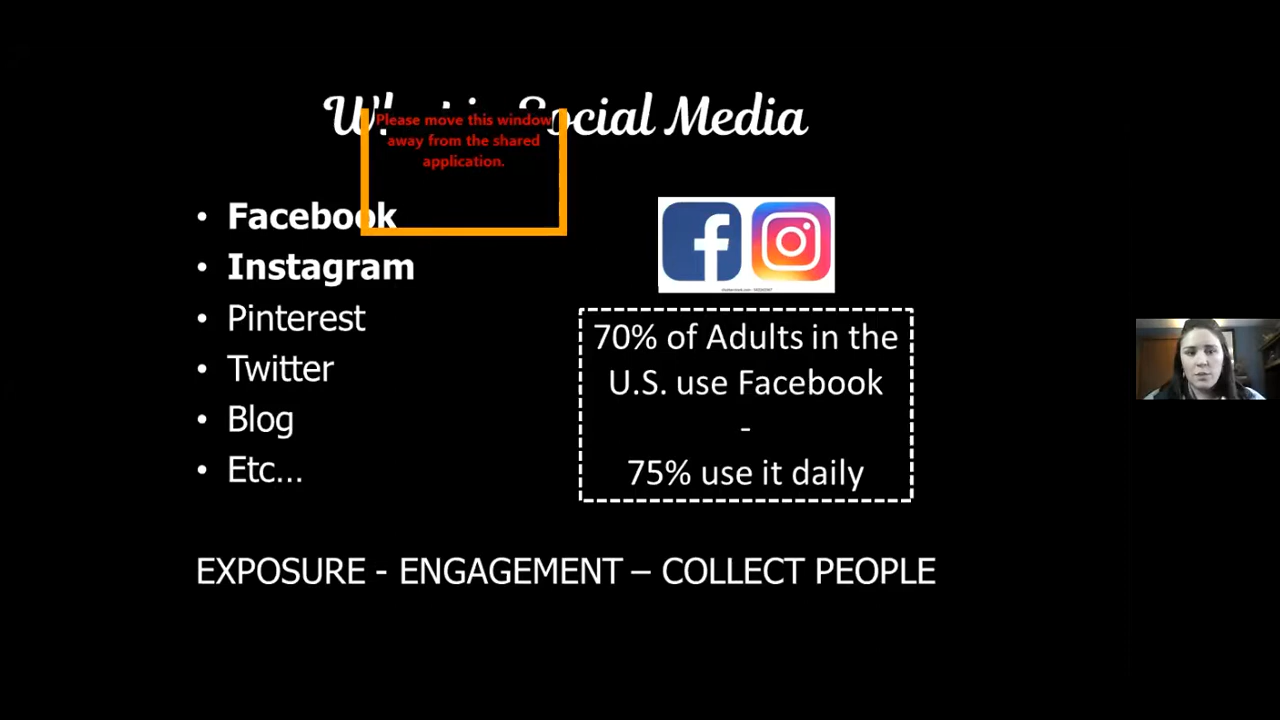 Social Media
Please move this window
away from the shared
application.
• Facebook
• Instagram
• Pinterest
• Twitter
• Blog
• Etc...
70% of Adults in the
U.S. use Facebook
-
75% use it daily
EXPOSURE - ENGAGEMENT – COLLECT PEOPLE